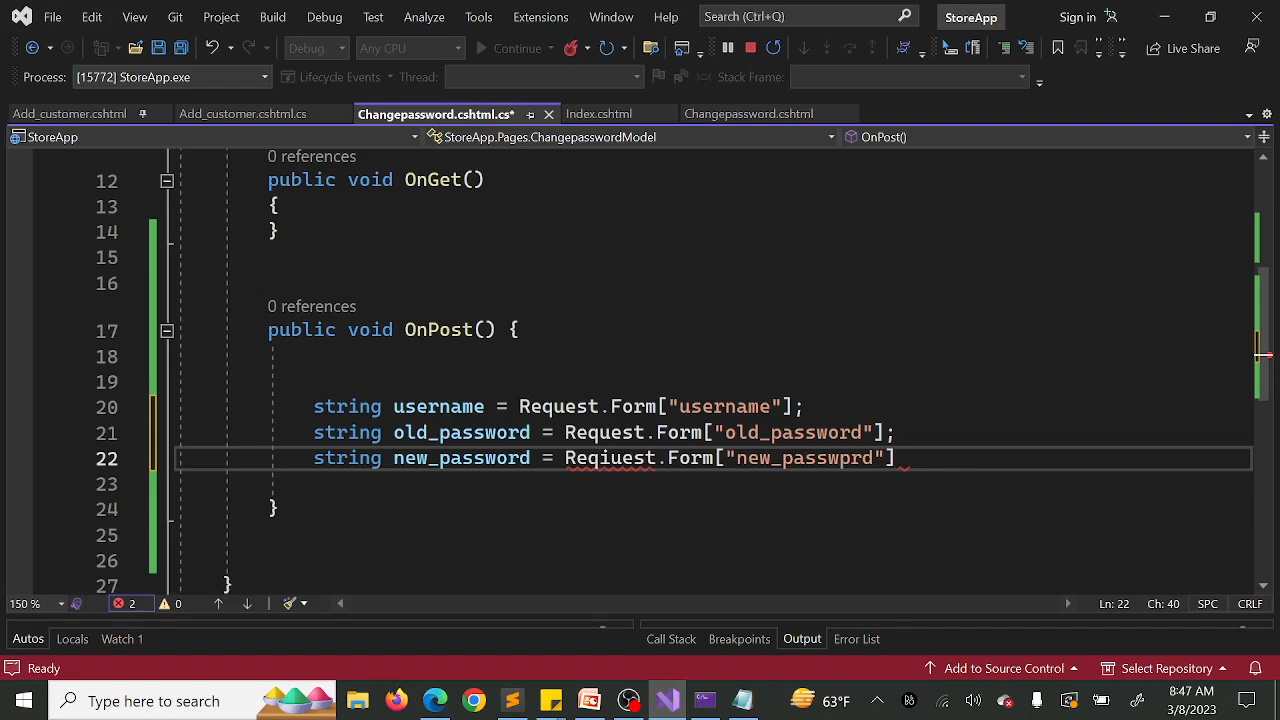 File Edit View Git Project Build Debug Test Analyze Tools Extensions Window Help Search (Ctrl+Q) StoreApp Sign in
Debug Any CPU Continue Live Share
Process: [15772] StoreApp.exe Lifecycle Events Thread: Stack Frame:
Add_customer.cshtml Add_customer.cshtml.cs Changepassword.cshtml.cs* Index.cshtml Changepassword.cshtml
StoreApp StoreApp.Pages.ChangepasswordModel OnPost()
0 references
12 public void OnGet()
13 {
14 }
15
16
0 references
17 public void OnPost() {
18
19
20 string username = Request.Form["username"];
21 string old_password = Request.Form["old_password"];
22 string new_password = Reqiuest.Form["new_passwprd"]
23
24 }
25
26
27 }
150 % 2 0 Ln: 22 Ch: 40 SPC CRLF
Autos Locals Watch 1 Call Stack Breakpoints Output Error List
Ready Add to Source Control Select Repository
Type here to search 63°F 8:47 AM
3/8/2023